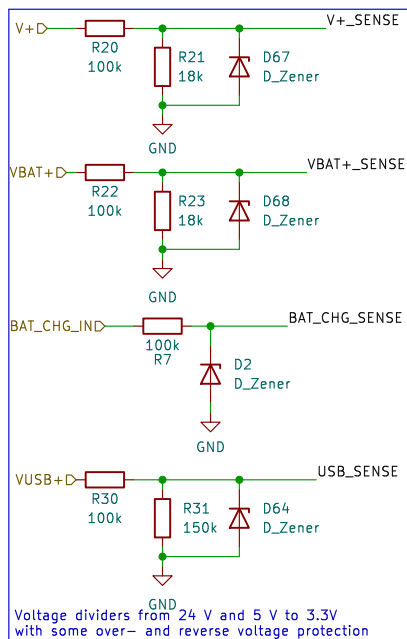 V+
V+_SENSE
R20
100k
R21
18k
D67
D_Zener
GND
VBAT+
VBAT+_SENSE
R22
100k
R23
18k
D68
D_Zener
GND
BAT_CHG_IN
BAT_CHG_SENSE
100k
R7
D2
D_Zener
GND
VUSB+
USB_SENSE
R30
100k
R31
150k
D64
D_Zener
GND
Voltage dividers from 24 V and 5 V to 3.3V
with some over- and reverse voltage protection